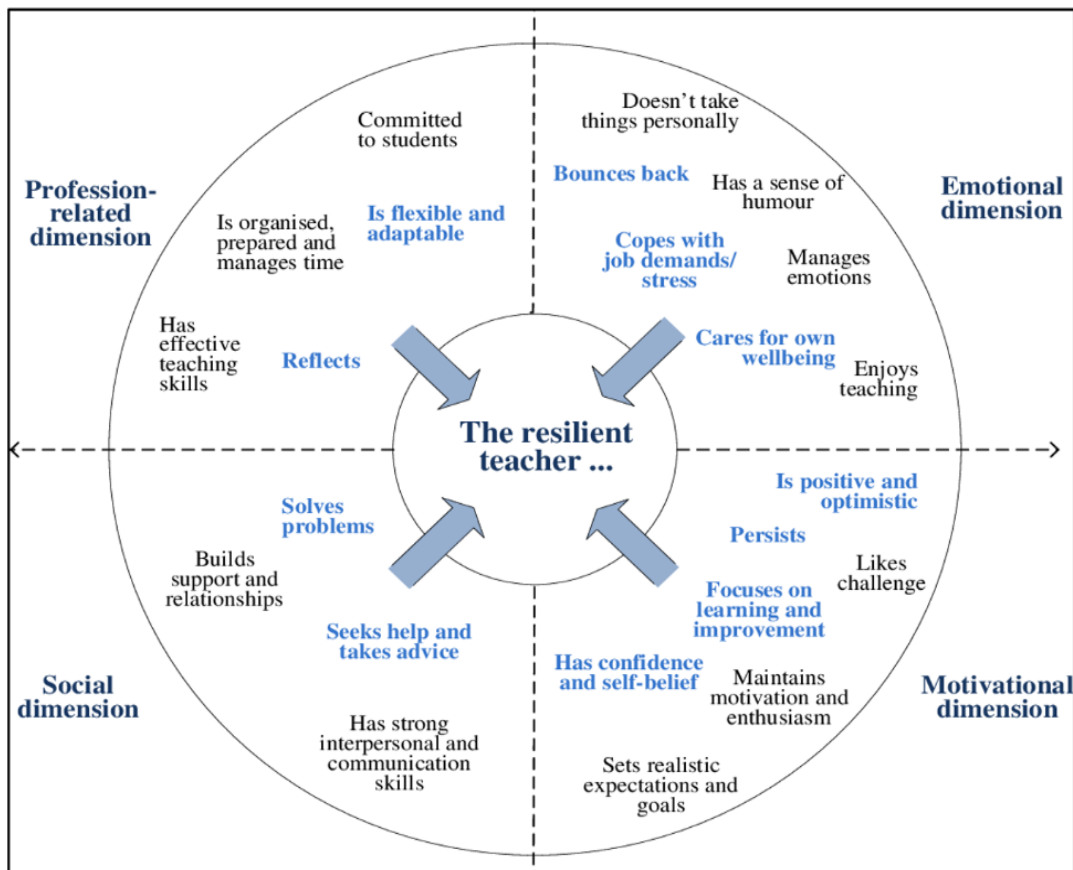 Profession-
related
dimension
Committed
to students
Is organised,
prepared and
manages time
Is flexible and
adaptable
Has
effective
teaching
skills
Reflects
Emotional
dimension
Doesn't take
things personally
Bounces back
Has a sense of
humour
Copes with
job demands/
stress
Manages
emotions
Cares for own
wellbeing
Enjoys
teaching
The resilient
teacher ...
Social
dimension
Solves
problems
Builds
support and
relationships
Seeks help and
takes advice
Has strong
interpersonal and
communication
skills
Motivational
dimension
Is positive and
optimistic
Persists
Likes
challenge
Focuses on
learning and
improvement
Has confidence
and self-belief
Maintains
motivation and
enthusiasm
Sets realistic
expectations and
goals